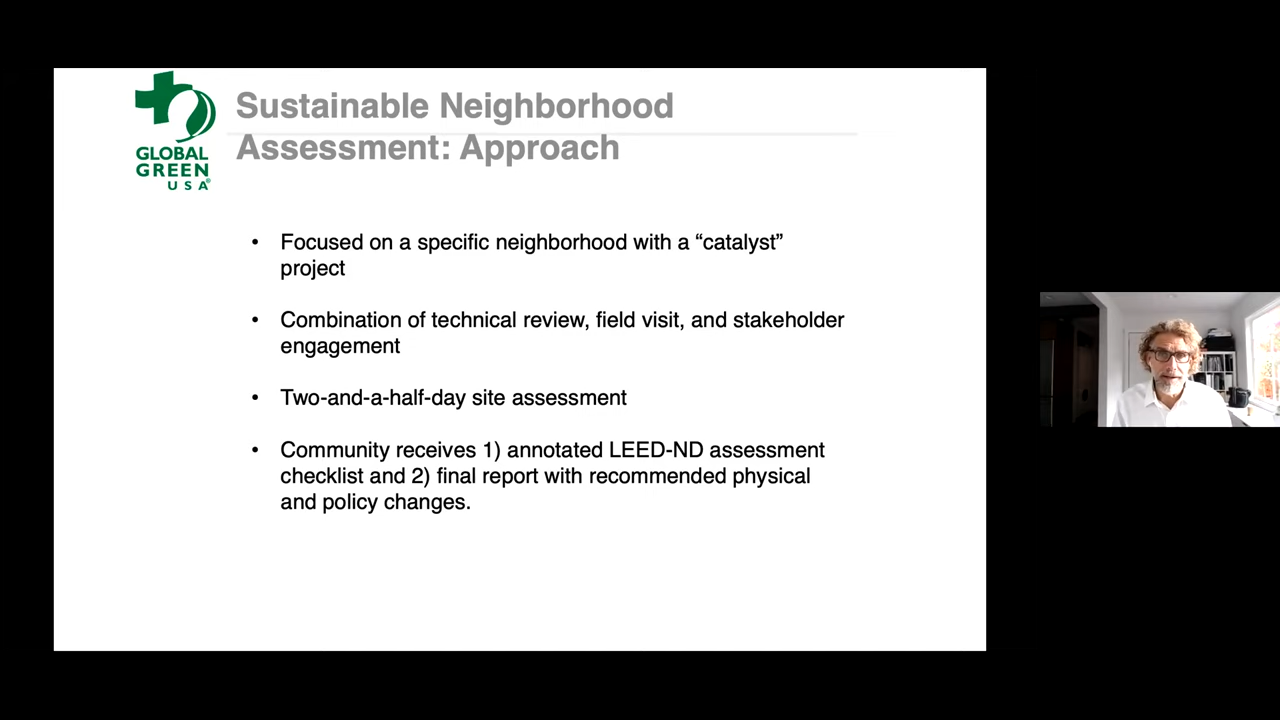 GLOBAL
GREEN
USA®
Sustainable Neighborhood
Assessment: Approach
• Focused on a specific neighborhood with a “catalyst”
project
• Combination of technical review, field visit, and stakeholder
engagement
• Two-and-a-half-day site assessment
• Community receives 1) annotated LEED-ND assessment
checklist and 2) final report with recommended physical
and policy changes.